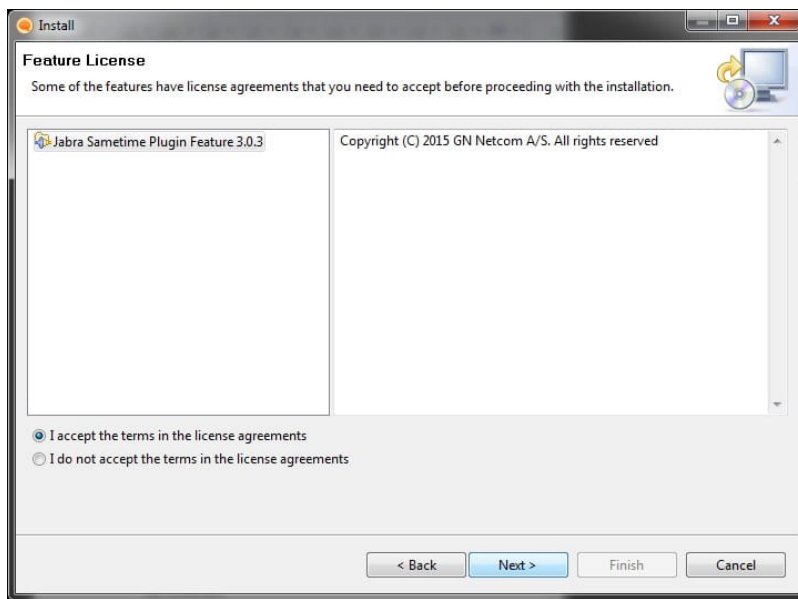 Install
Feature License
Some of the features have license agreements that you need to accept before proceeding with the installation.
Jabra Sametime Plugin Feature 3.0.3
Copyright (C) 2015 GN Netcom A/S. All rights reserved
I accept the terms in the license agreements
I do not accept the terms in the license agreements
< Back
Next >
Finish
Cancel